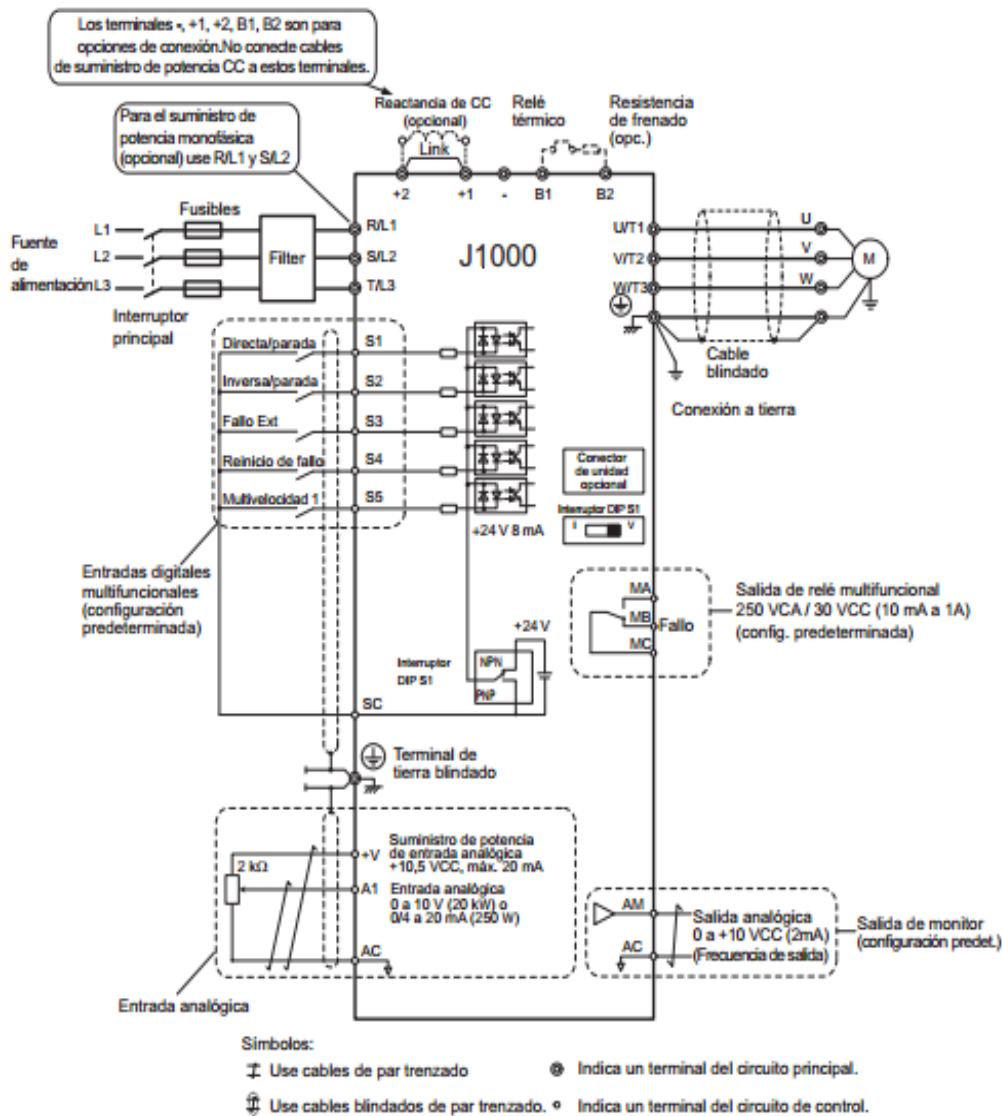 Los terminales -, +1, +2, B1, B2 son para
opciones de conexión.No conecte cables
de suministro de potencia CC a estos terminales.
Para el suministro de
potencia monofásica
(opcional) use R/L1 y S/L2
Reactancia de CC
(opcional)
Link
Relé
térmico
Resistencia
de frenado
(opc.)
+2
+1
-
B1
B2
Fuente
de
alimentación
L1
L2
L3
Fusibles
Interruptor
principal
Filter
R/L1
S/L2
T/L3
J1000
U/T1
V/T2
W/T3
U
V
W
M
Cable
blindado
Conexión a tierra
Directa/parada
S1
Inversa/parada
S2
Fallo Ext
S3
Reinicio de fallo
S4
Multivelocidad 1
S5
+24 V 8 mA
Conector
de unidad
opcional
Interruptor DIP S1
I
V
Entradas digitales
multifuncionales
(configuración
predeterminada)
MA
MB
MC
Fallo
Salida de relé multifuncional
250 VCA / 30 VCC (10 mA a 1A)
(config. predeterminada)
+24 V
Interruptor
DIP S1
NPN
PNP
SC
Terminal de
tierra blindado
2 kΩ
+V
Suministro de potencia
de entrada analógica
+10,5 VCC, máx. 20 mA
A1
Entrada analógica
0 a 10 V (20 kW) o
0/4 a 20 mA (250 W)
AC
Entrada analógica
AM
AC
Salida analógica
0 a +10 VCC (2mA)
(Frecuencia de salida)
Salida de monitor
(configuración predet.)
Símbolos:
Use cables de par trenzado
Indica un terminal del circuito principal.
Use cables blindados de par trenzado.
Indica un terminal del circuito de control.